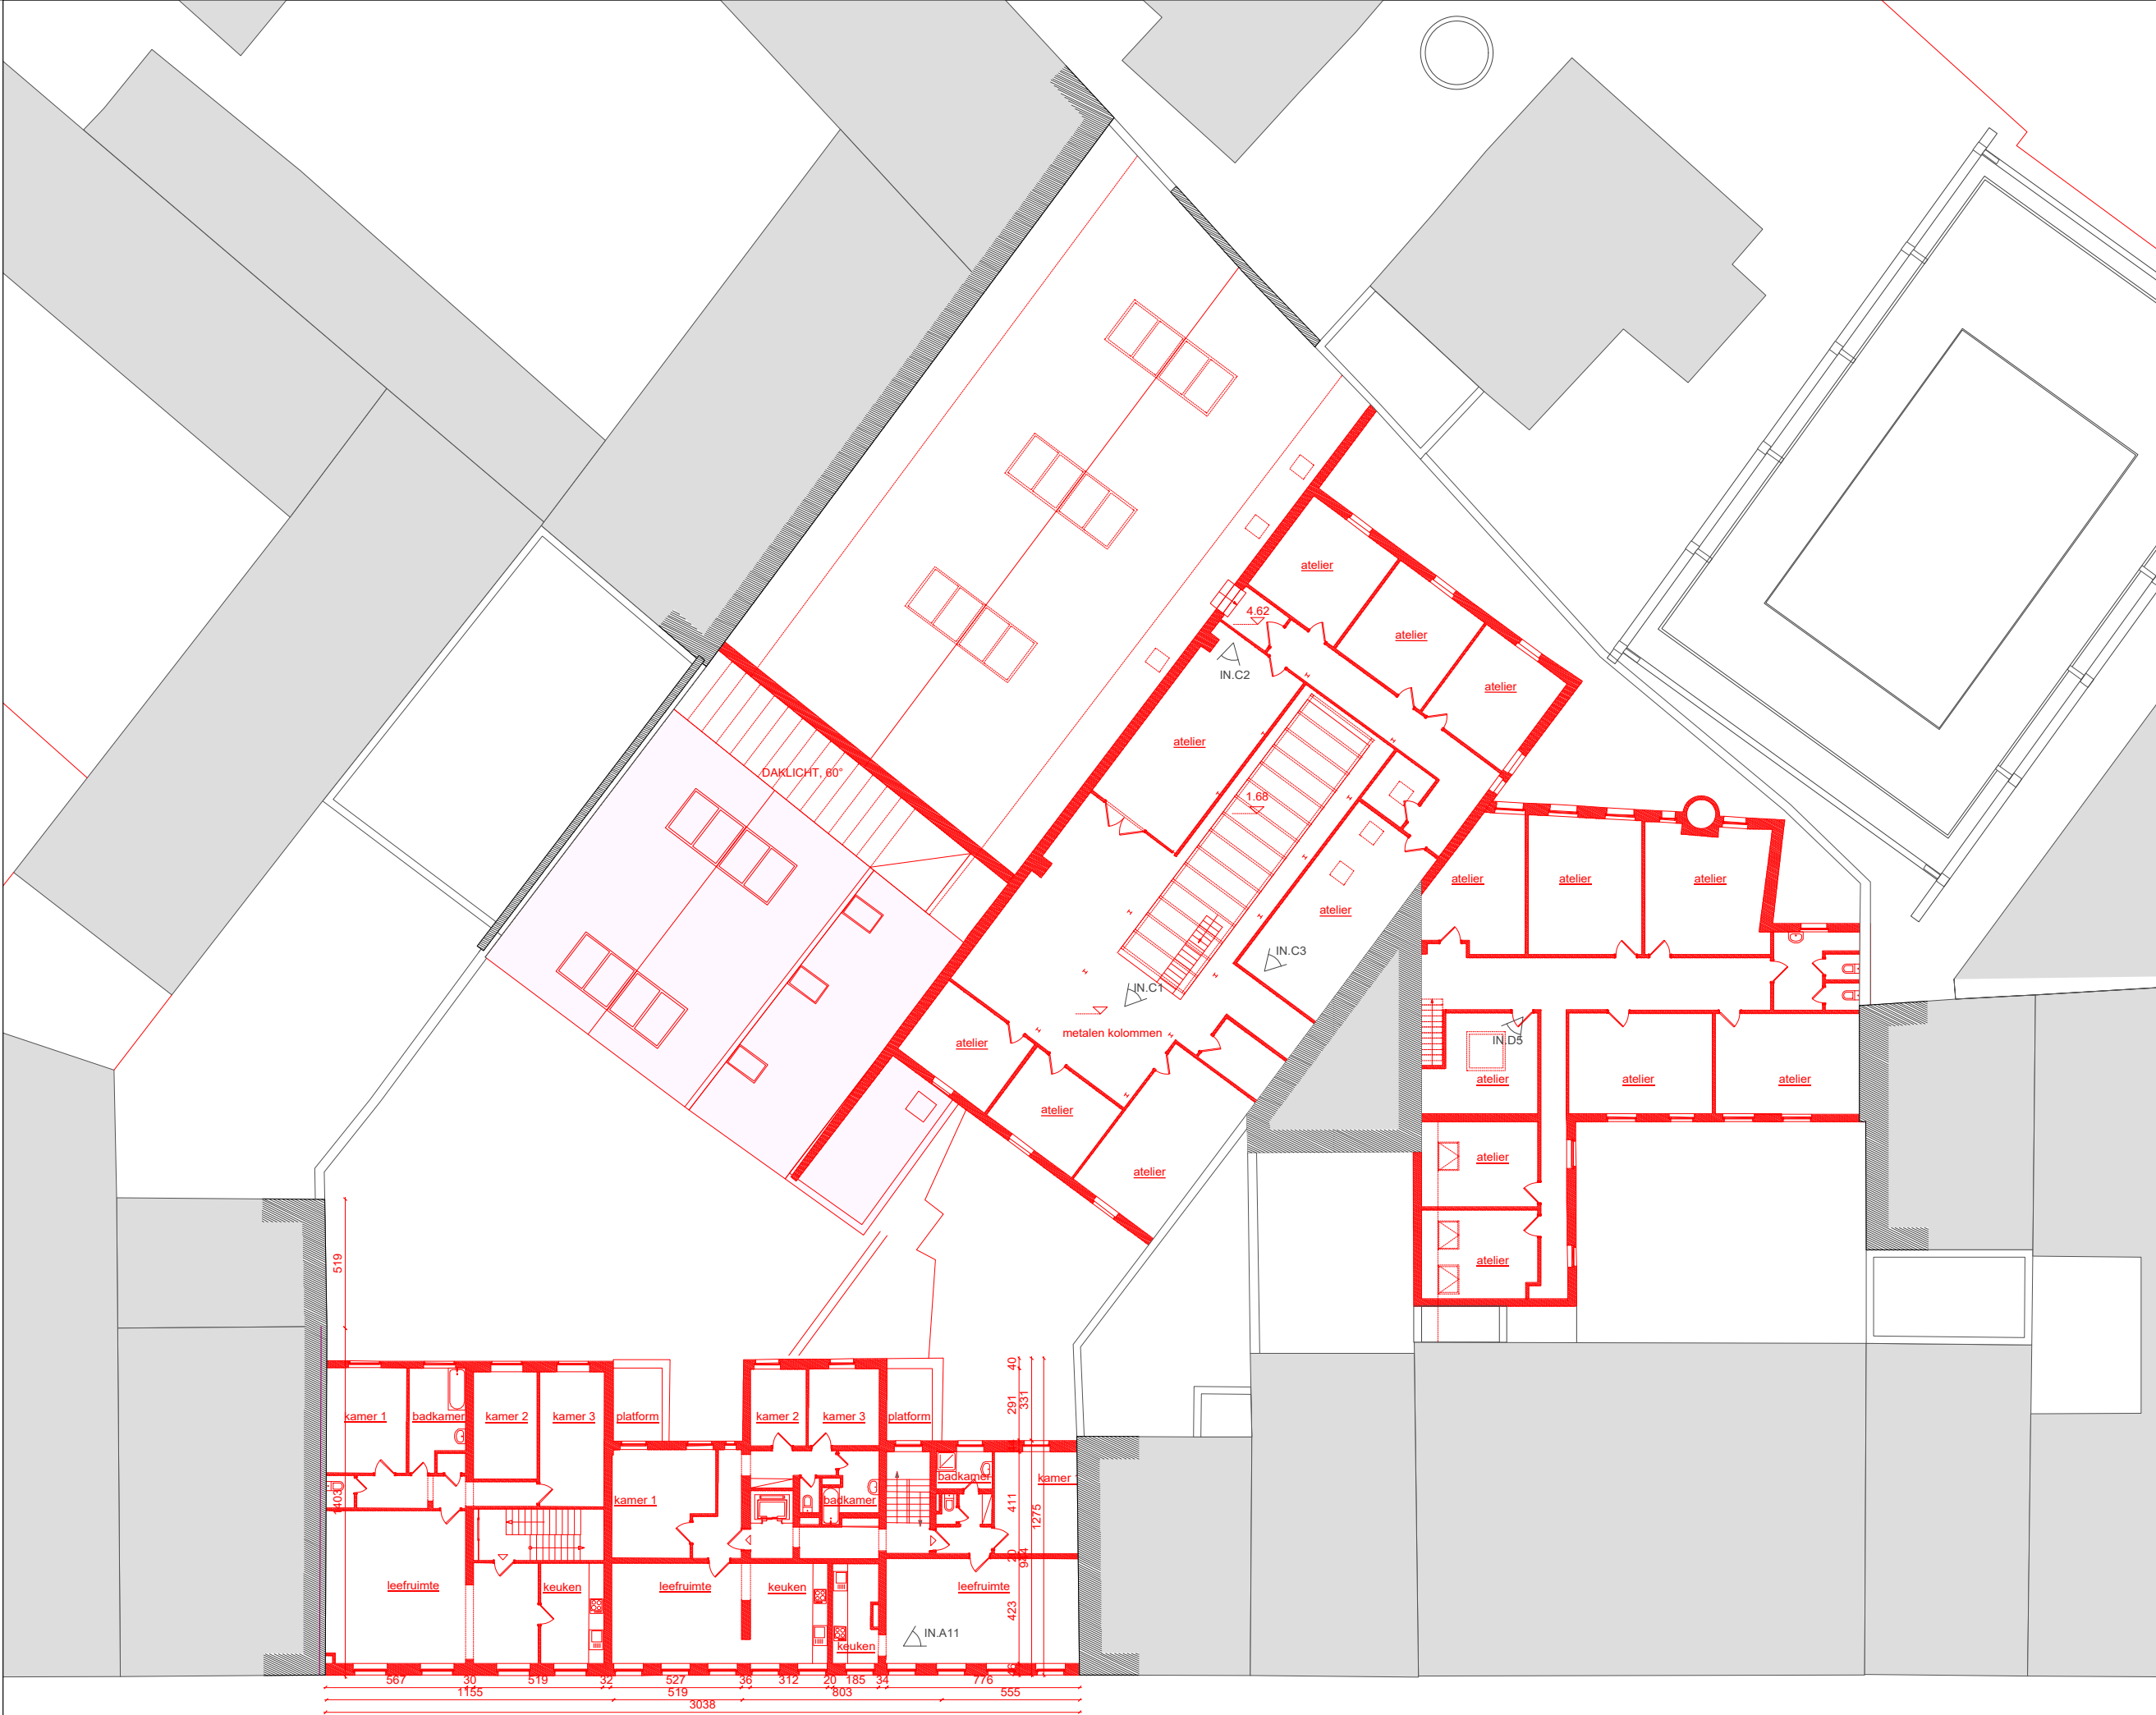 atelier
4.62
atelier
IN.C2
atelier
atelier
DAKLICHT, 60°
1.68
atelier
atelier
atelier
atelier
IN.C3
IN.C1
metalen kolommen
IN.D5
atelier
atelier
atelier
atelier
atelier
atelier
atelier
atelier
519
1403
kamer 1
badkamer
kamer 2
kamer 3
platform
kamer 2
kamer 3
platform
40
291
331
badkamer
kamer
kamer 1
badkamer
411
1275
20
leefruimte
keuken
leefruimte
keuken
leefruimte
423
IN.A11
keuken
567
30
519
32
527
36
312
20
185
34
776
1155
519
803
555
3038